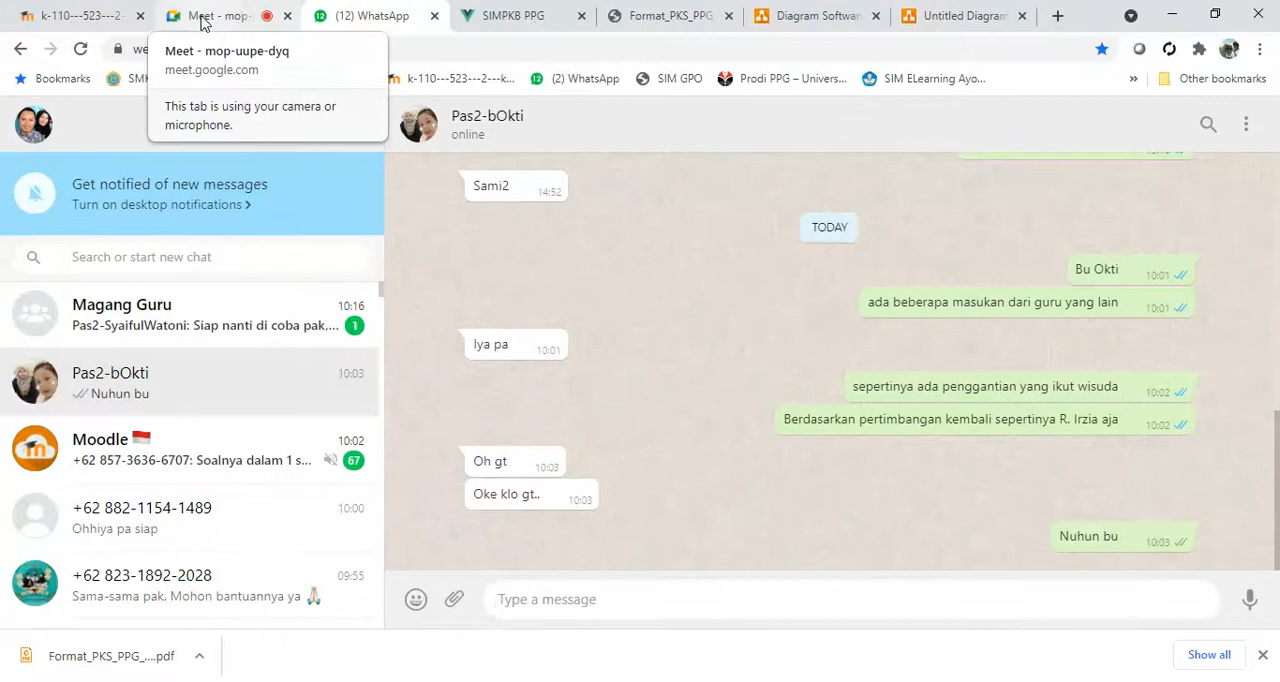 k-110---523---2---k
Meet - mop-
(12) WhatsApp
SIMPKB PPG
Format_PKS_PPG_
Diagram Softwar
Untitled Diagram
we
Meet - mop-uupe-dyq
meet.google.com
This tab is using your camera or
microphone.
Bookmarks
SMK
k-110---523---2---k...
(2) WhatsApp
SIM GPO
Prodi PPG – Univers...
SIM ELearning Ayo...
»
Other bookmarks
Pas2-bOkti
online
Get notified of new messages
Turn on desktop notifications >
Search or start new chat
Magang Guru 10:16
Pas2-SyaifulWatoni: Siap nanti di coba pak,... 1
Pas2-bOkti 10:03
Nuhun bu
Moodle 10:02
+62 857-3636-6707: Soalnya dalam 1 s... 67
+62 882-1154-1489 10:00
Ohhiya pa siap
+62 823-1892-2028 09:55
Sama-sama pak. Mohon bantuannya ya
Sami2 14:52
TODAY
Bu Okti 10:01
ada beberapa masukan dari guru yang lain 10:01
Iya pa 10:01
sepertinya ada penggantian yang ikut wisuda 10:02
Berdasarkan pertimbangan kembali sepertinya R. Irzia aja 10:02
Oh gt 10:03
Oke klo gt.. 10:03
Nuhun bu 10:03
Type a message
Format_PKS_PPG_....pdf
Show all